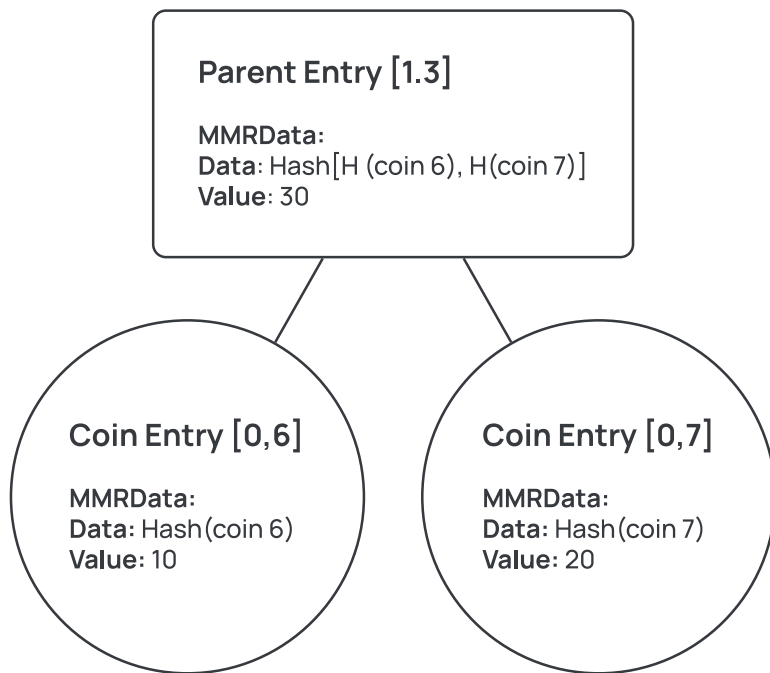 Parent Entry [1.3]
MMRData:
Data: Hash[H (coin 6), H(coin 7)]
Value: 30
Coin Entry [0,6]
MMRData:
Data: Hash(coin 6)
Value: 10
Coin Entry [0,7]
MMRData:
Data: Hash(coin 7)
Value: 20